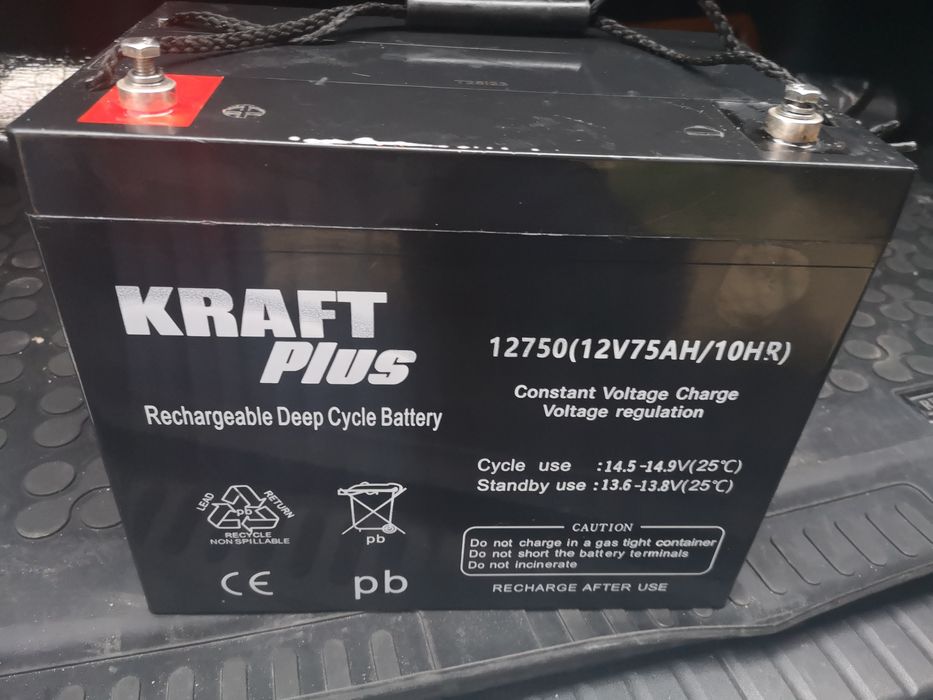 KRAFT
Plus
Rechargeable Deep Cycle Battery
12750(12V75AH/10HR)
Constant Voltage Charge
Voltage regulation
Cycle use :14.5-14.9V(25℃)
Standby use :13.6-13.8V(25℃)
LEAD
RETURN
pb
RECYCLE
NON SPILLABLE
pb
CE
pb
CAUTION
Do not charge in a gas tight container
Do not short the battery terminals
Do not incinerate
RECHARGE AFTER USE